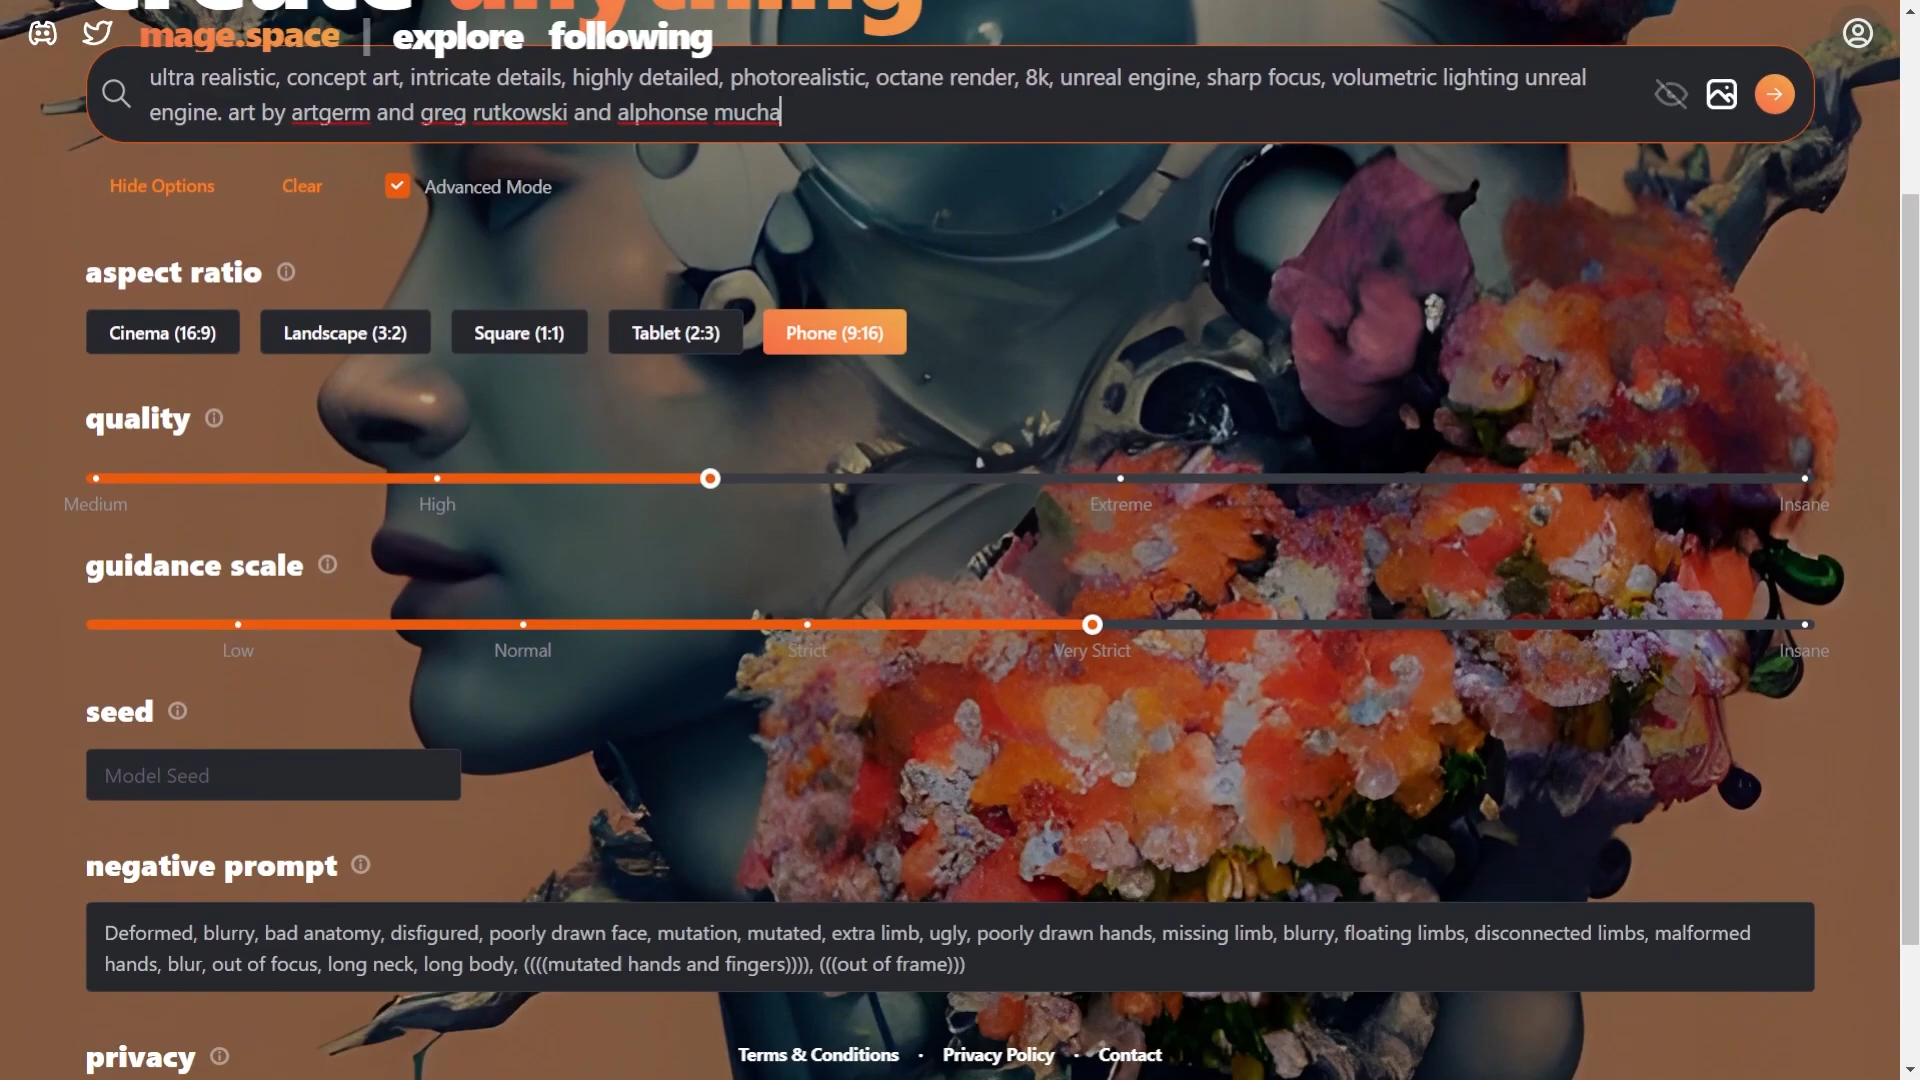 create anything
mage.space | explore following
ultra realistic, concept art, intricate details, highly detailed, photorealistic, octane render, 8k, unreal engine, sharp focus, volumetric lighting unreal
engine. art by artgerm and greg rutkowski and alphonse mucha
Hide Options Clear Advanced Mode
aspect ratio
Cinema (16:9) Landscape (3:2) Square (1:1) Tablet (2:3) Phone (9:16)
quality
Medium High Extreme Insane
guidance scale
Low Normal Strict Very Strict Insane
seed
Model Seed
negative prompt
Deformed, blurry, bad anatomy, disfigured, poorly drawn face, mutation, mutated, extra limb, ugly, poorly drawn hands, missing limb, blurry, floating limbs, disconnected limbs, malformed
hands, blur, out of focus, long neck, long body, ((((mutated hands and fingers)))), (((out of frame)))
privacy
Terms & Conditions · Privacy Policy · Contact